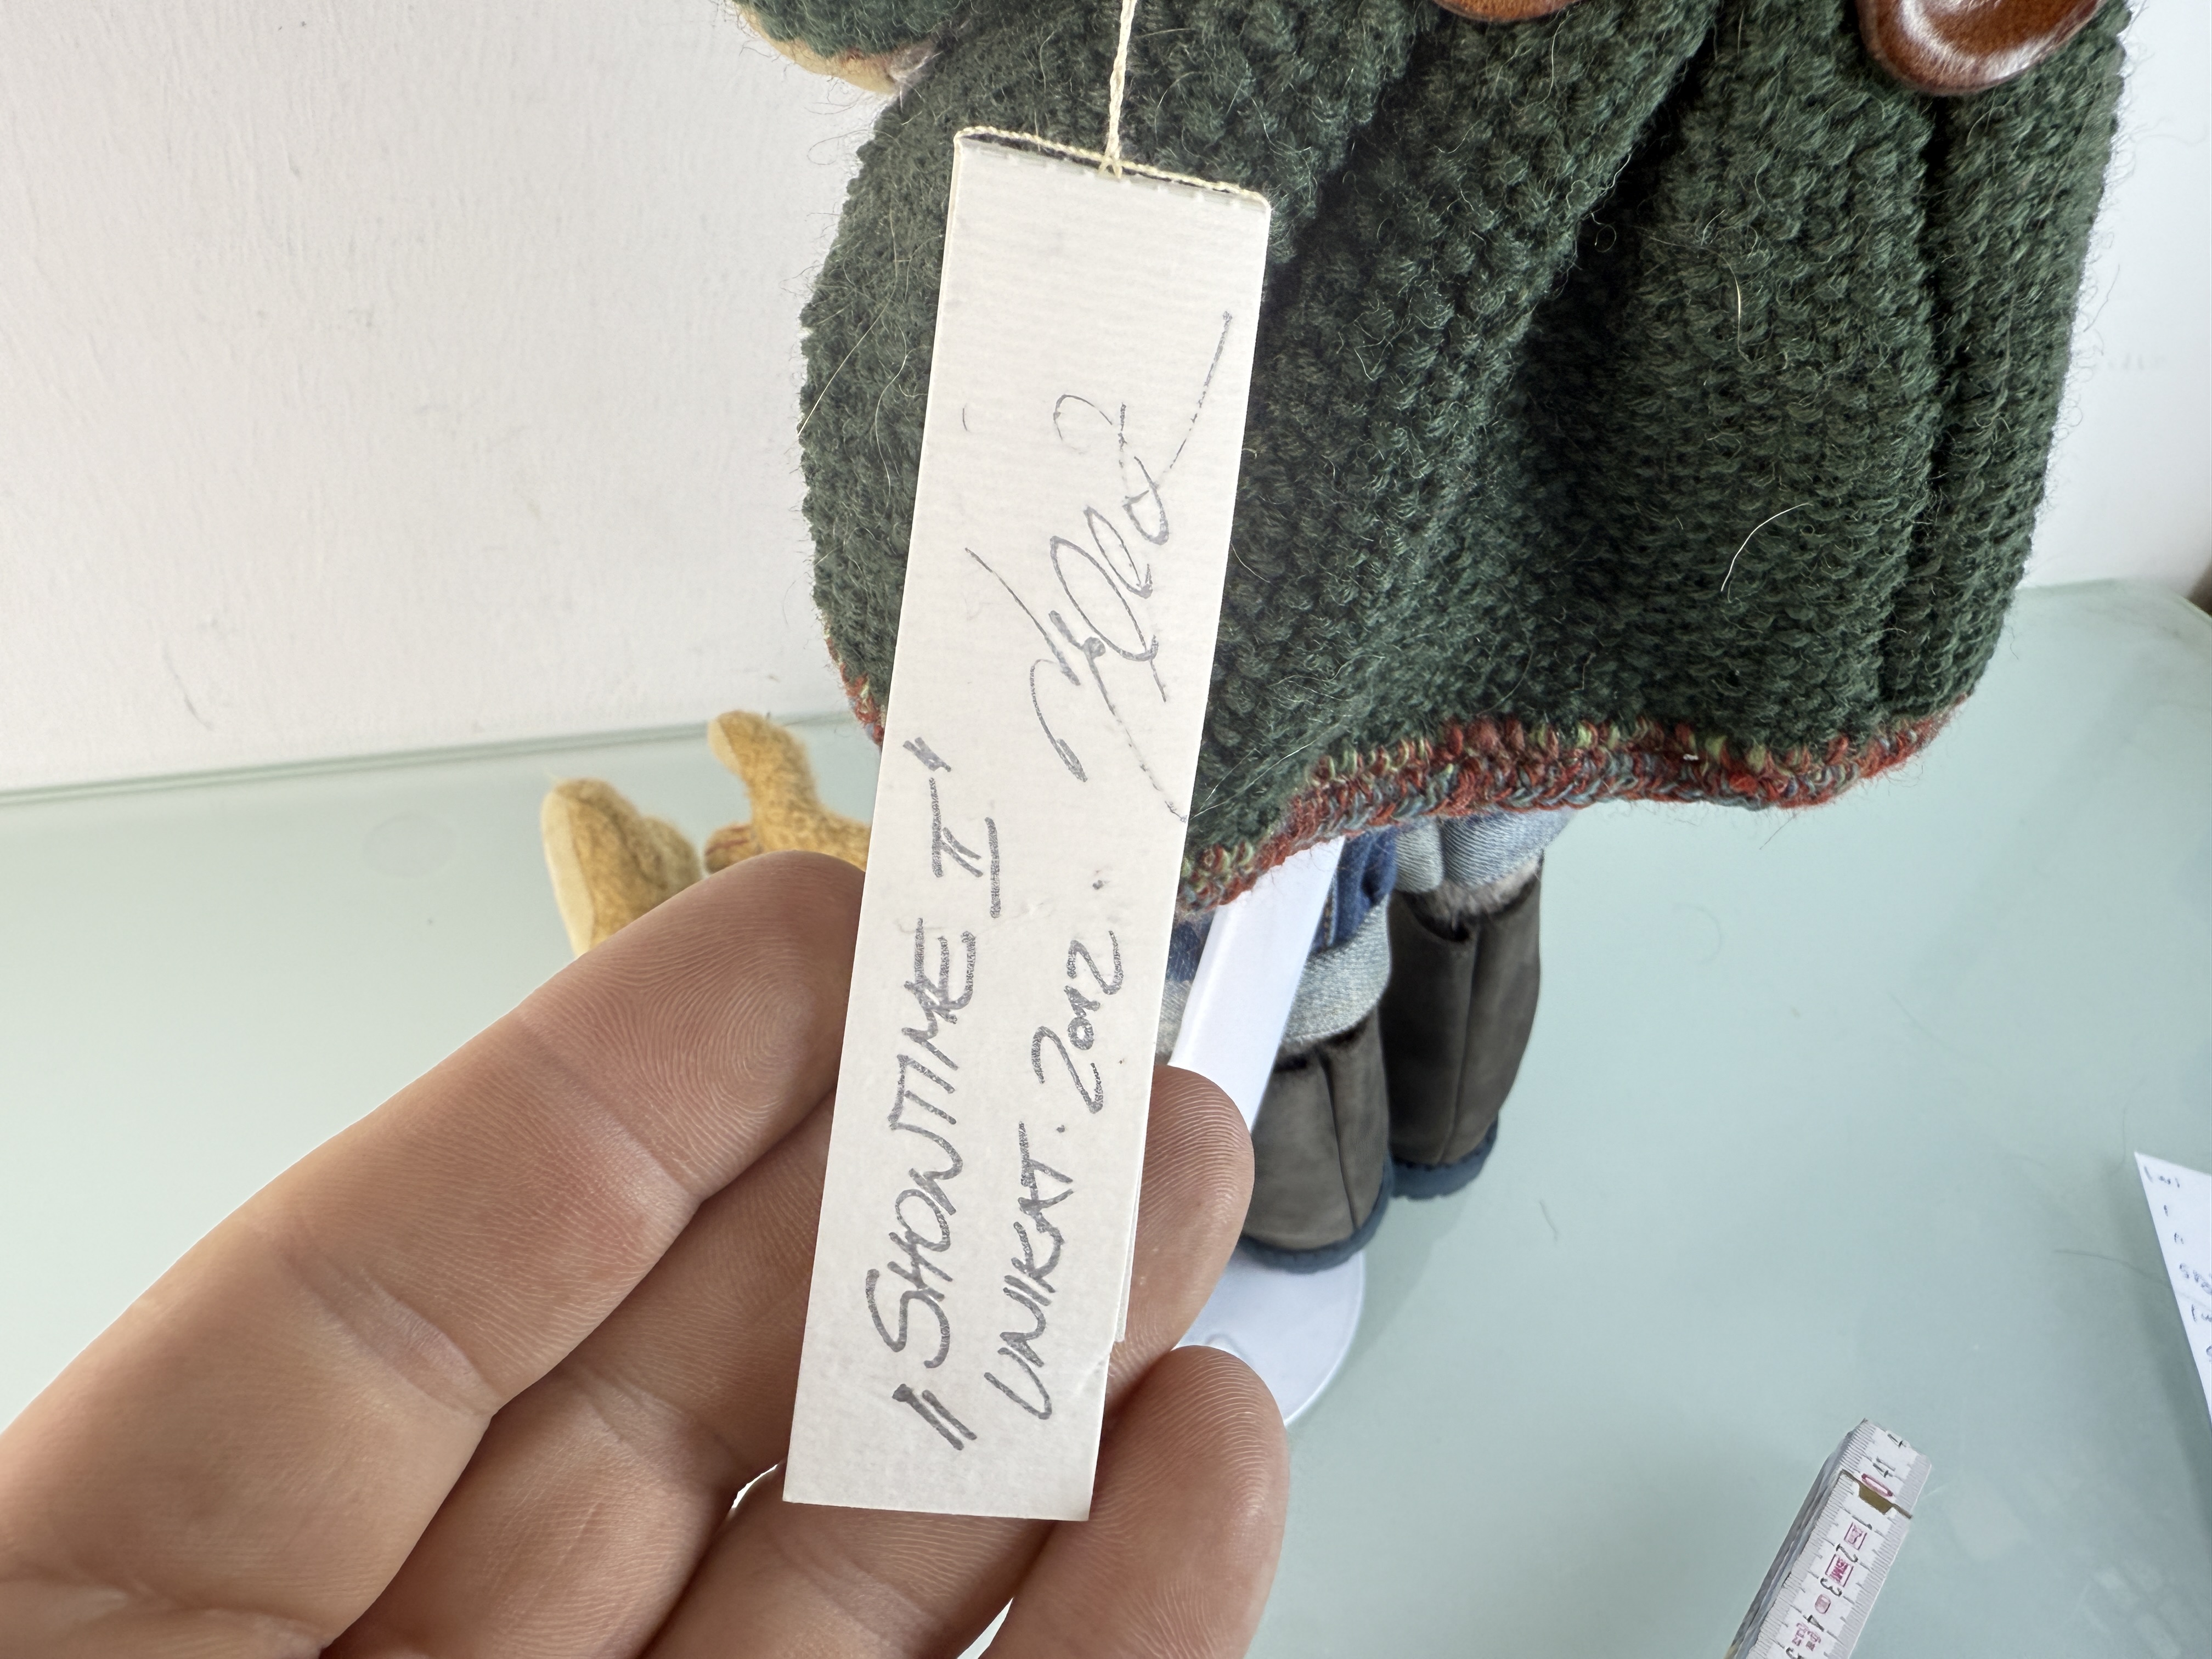 „SHOWTIME II"
UNIKAT. 2012.